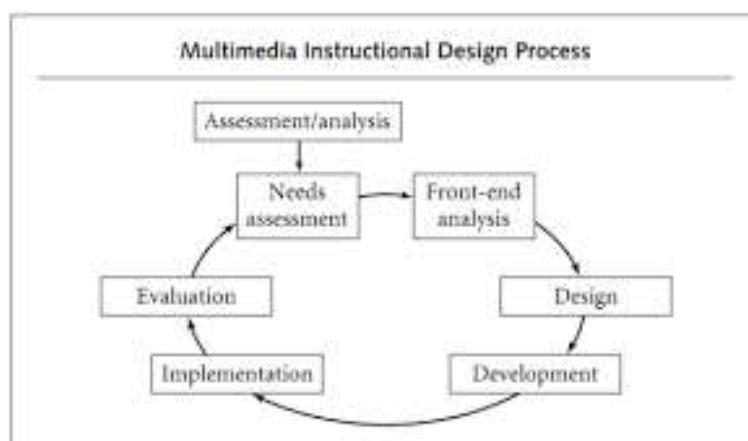 Multimedia Instructional Design Process
Assessment/analysis
Needs
assessment
Front-end
analysis
Evaluation
Design
Implementation
Development